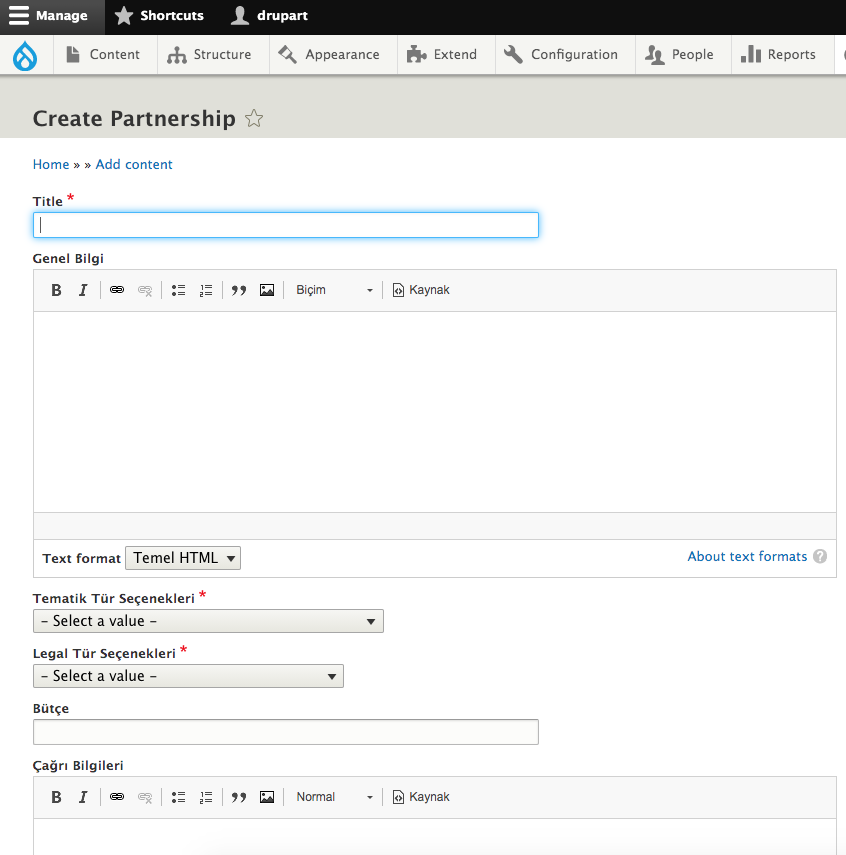 Manage Shortcuts drupart
Content Structure Appearance Extend Configuration People Reports
Create Partnership
Home » » Add content
Title *
Genel Bilgi
B I Biçim Kaynak
Text format Temel HTML About text formats ?
Tematik Tür Seçenekleri *
- Select a value -
Legal Tür Seçenekleri *
- Select a value -
Bütçe
Çağrı Bilgileri
B I Normal Kaynak